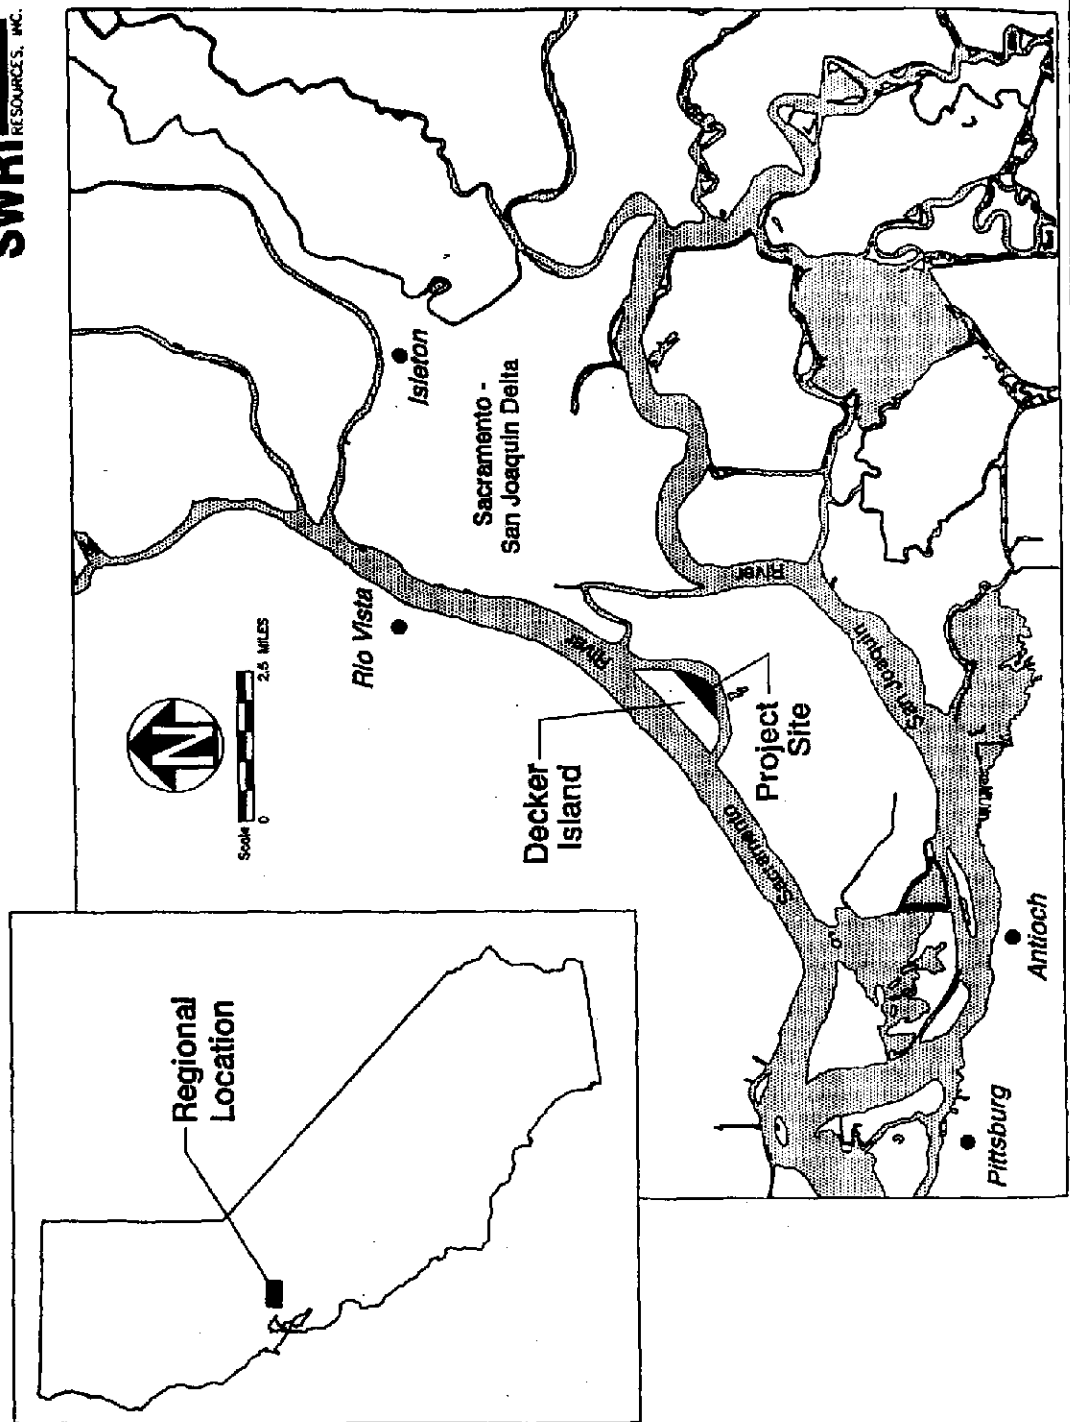 SWRI
RESOURCES, INC.
Regional
Location
N
Scale
0
2.5 MILES
Rio Vista
Isleton
Sacramento -
San Joaquin Delta
Decker
Island
Project
Site
River
Sacramento
River
San Joaquin
Pittsburg
Antioch